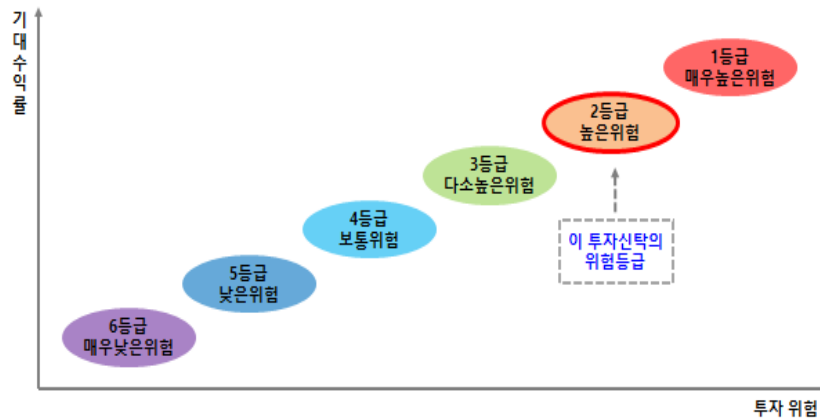 기대수익률
1등급
매우높은위험
2등급
높은위험
3등급
다소높은위험
4등급
보통위험
이 투자신탁의
위험등급
5등급
낮은위험
6등급
매우낮은위험
투자 위험